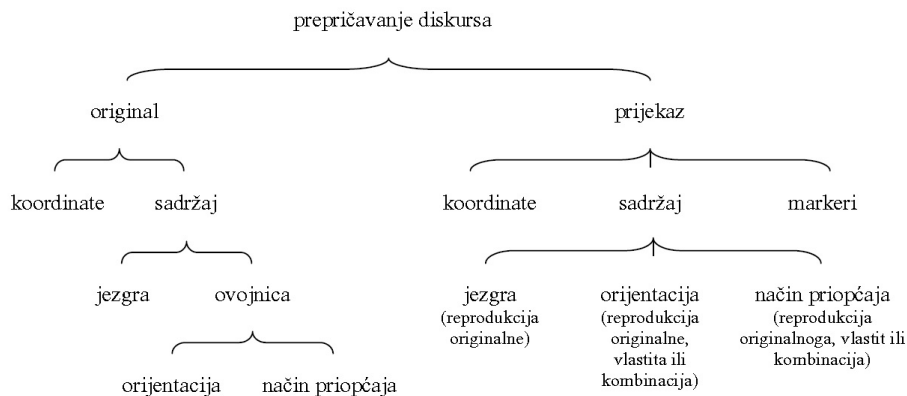 prepričavanje diskursa
original
prijekaz
koordinate
sadržaj
koordinate
sadržaj
markeri
jezgra
ovojnica
jezgra
(reprodukcija
originalne)
orijentacija
(reprodukcija
originalne,
vlastita ili
kombinacija)
način priopćaja
(reprodukcija
originalnoga, vlastit ili
kombinacija)
orijentacija
način priopćaja